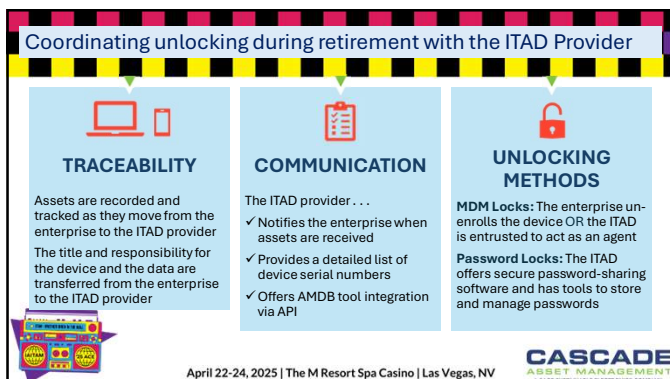 Coordinating unlocking during retirement with the ITAD Provider
TRACEABILITY
Assets are recorded and
tracked as they move from the
enterprise to the ITAD provider
The title and responsibility for
the device and the data are
transferred from the enterprise
to the ITAD provider
COMMUNICATION
The ITAD provider . . .
✓ Notifies the enterprise when
assets are received
✓ Provides a detailed list of
device serial numbers
✓ Offers AMDB tool integration
via API
UNLOCKING
METHODS
MDM Locks: The enterprise un-
enrolls the device OR the ITAD
is entrusted to act as an agent
Password Locks: The ITAD
offers secure password-sharing
software and has tools to store
and manage passwords
IAITAM
ACE
April 22-24, 2025 | The M Resort Spa Casino | Las Vegas, NV
CASCADE
ASSET MANAGEMENT